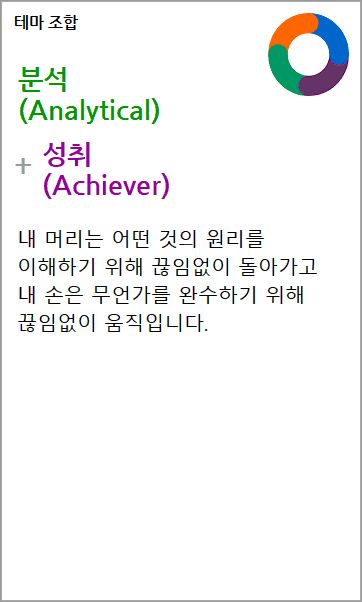 테마 조합
분석
(Analytical)
+ 성취
(Achiever)
내 머리는 어떤 것의 원리를
이해하기 위해 끊임없이 돌아가고
내 손은 무언가를 완수하기 위해
끊임없이 움직입니다.